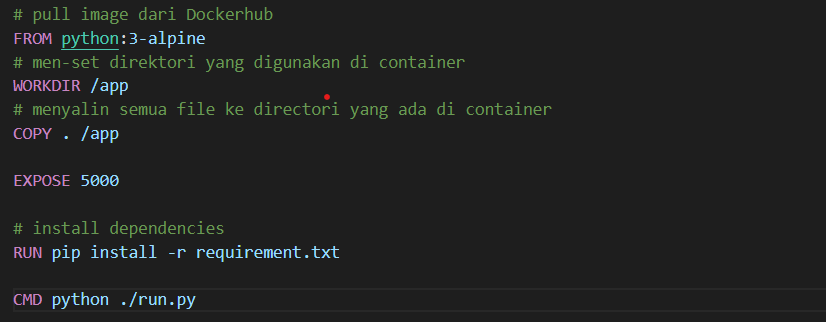 # pull image dari Dockerhub
FROM python:3-alpine
# men-set direktori yang digunakan di container
WORKDIR /app
# menyalin semua file ke directori yang ada di container
COPY . /app
EXPOSE 5000
# install dependencies
RUN pip install -r requirement.txt
CMD python ./run.py